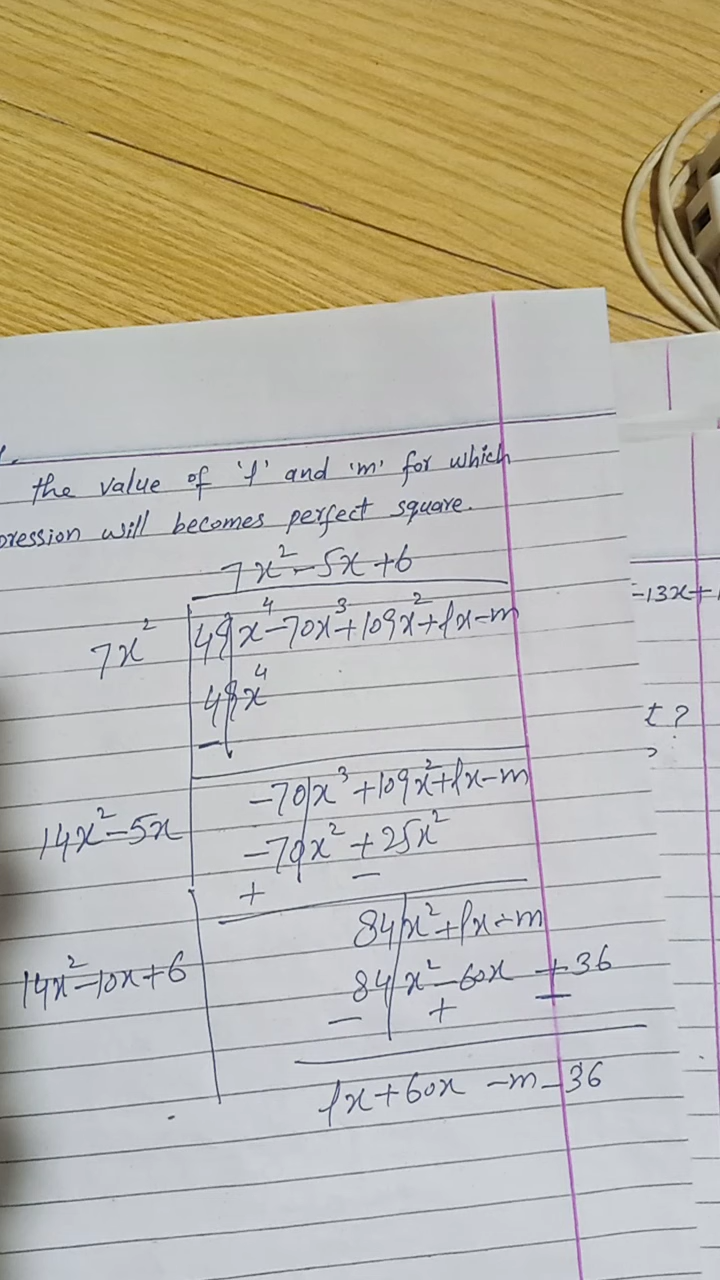 the value of 'l' and 'm' for which
pression will becomes perfect square.
7x² - 5x + 6
7x² 49x⁴ - 70x³ + 109x² + lx - m
49x⁴
-
-70x³ + 109x² + lx - m
14x² - 5x -70x² + 25x²
+ -
84x² + lx - m
14x² - 10x + 6 84x² - 60x + 36
- + -
lx + 60x - m - 36
-13x +
t ?
?